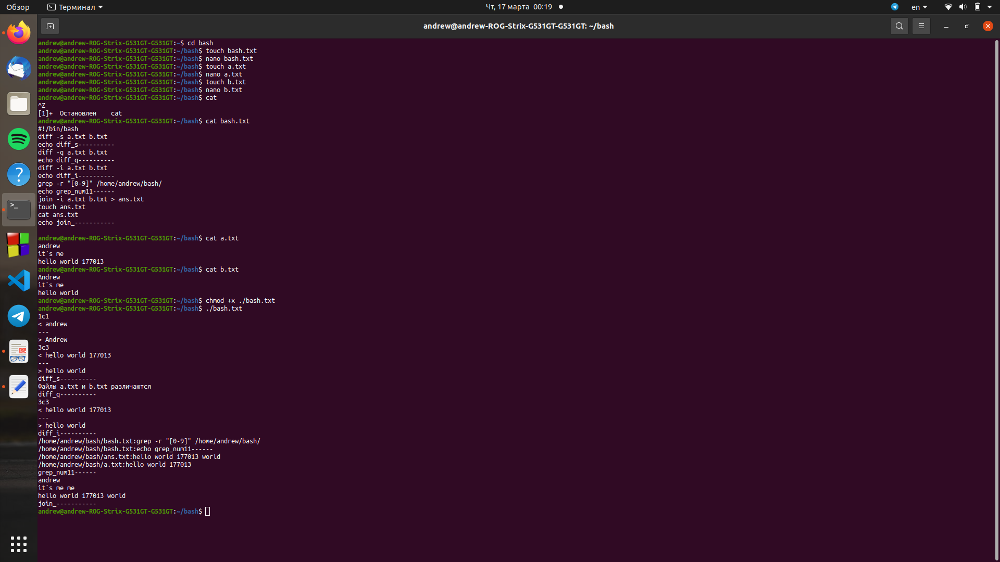 Обзор
Терминал
Чт, 17 марта 00:19
en
andrew@andrew-ROG-Strix-G531GT-G531GT: ~/bash
andrew@andrew-ROG-Strix-G531GT-G531GT:~$ cd bash
andrew@andrew-ROG-Strix-G531GT-G531GT:~/bash$ touch bash.txt
andrew@andrew-ROG-Strix-G531GT-G531GT:~/bash$ nano bash.txt
andrew@andrew-ROG-Strix-G531GT-G531GT:~/bash$ touch a.txt
andrew@andrew-ROG-Strix-G531GT-G531GT:~/bash$ nano a.txt
andrew@andrew-ROG-Strix-G531GT-G531GT:~/bash$ touch b.txt
andrew@andrew-ROG-Strix-G531GT-G531GT:~/bash$ nano b.txt
andrew@andrew-ROG-Strix-G531GT-G531GT:~/bash$ cat
^Z
[1]+  Остановлен    cat
andrew@andrew-ROG-Strix-G531GT-G531GT:~/bash$ cat bash.txt
#!/bin/bash
diff -s a.txt b.txt
echo diff_s----------
diff -q a.txt b.txt
echo diff_q----------
diff -i a.txt b.txt
echo diff_i----------
grep -r "[0-9]" /home/andrew/bash/
echo grep_num11------
join -i a.txt b.txt > ans.txt
touch ans.txt
cat ans.txt
echo join_-----------
andrew@andrew-ROG-Strix-G531GT-G531GT:~/bash$ cat a.txt
andrew
it`s me
hello world 177013
andrew@andrew-ROG-Strix-G531GT-G531GT:~/bash$ cat b.txt
Andrew
it`s me
hello world
andrew@andrew-ROG-Strix-G531GT-G531GT:~/bash$ chmod +x ./bash.txt
andrew@andrew-ROG-Strix-G531GT-G531GT:~/bash$ ./bash.txt
1c1
< andrew
---
> Andrew
3c3
< hello world 177013
---
> hello world
diff_s----------
Файлы a.txt и b.txt различаются
diff_q----------
3c3
< hello world 177013
---
> hello world
diff_i----------
/home/andrew/bash/bash.txt:grep -r "[0-9]" /home/andrew/bash/
/home/andrew/bash/bash.txt:echo grep_num11------
/home/andrew/bash/ans.txt:hello world 177013 world
/home/andrew/bash/a.txt:hello world 177013
grep_num11------
andrew
it`s me me
hello world 177013 world
join_-----------
andrew@andrew-ROG-Strix-G531GT-G531GT:~/bash$